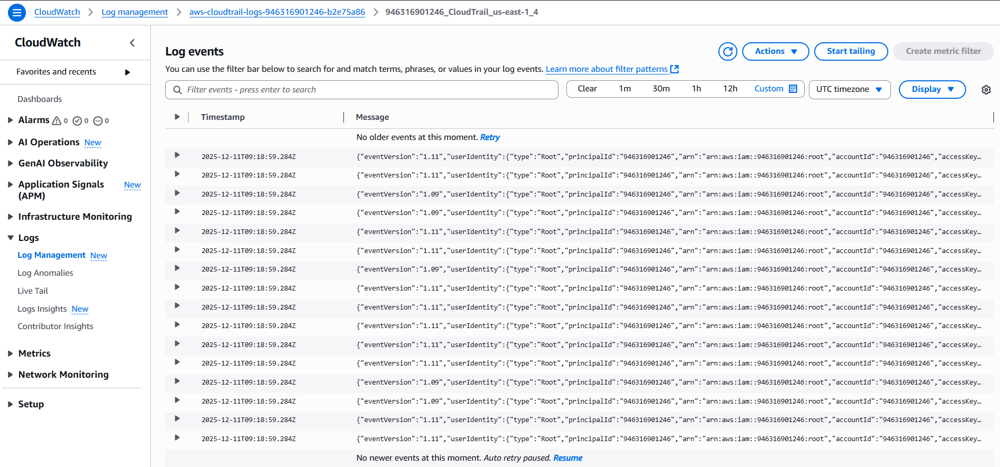 CloudWatch > Log management > aws-cloudtrail-logs-946316901246-b2e75a86 > 946316901246_CloudTrail_us-east-1_4
CloudWatch
Favorites and recents
Dashboards
Alarms 0 0 0
AI Operations New
GenAI Observability
Application Signals (APM) New
Infrastructure Monitoring
Logs
Log Management New
Log Anomalies
Live Tail
Logs Insights New
Contributor Insights
Metrics
Network Monitoring
Setup
Log events
Actions
Start tailing
Create metric filter
You can use the filter bar below to search for and match terms, phrases, or values in your log events. Learn more about filter patterns
Filter events - press enter to search
Clear 1m 30m 1h 12h Custom
UTC timezone
Display
Timestamp Message
No older events at this moment. Retry
2025-12-11T09:18:59.284Z {"eventVersion":"1.11","userIdentity":{"type":"Root","principalId":"946316901246","arn":"arn:aws:iam::946316901246:root","accountId":"946316901246","accessKey…
2025-12-11T09:18:59.284Z {"eventVersion":"1.11","userIdentity":{"type":"Root","principalId":"946316901246","arn":"arn:aws:iam::946316901246:root","accountId":"946316901246","accessKey…
2025-12-11T09:18:59.284Z {"eventVersion":"1.09","userIdentity":{"type":"Root","principalId":"946316901246","arn":"arn:aws:iam::946316901246:root","accountId":"946316901246","accessKey…
2025-12-11T09:18:59.284Z {"eventVersion":"1.09","userIdentity":{"type":"Root","principalId":"946316901246","arn":"arn:aws:iam::946316901246:root","accountId":"946316901246","accessKey…
2025-12-11T09:18:59.284Z {"eventVersion":"1.11","userIdentity":{"type":"Root","principalId":"946316901246","arn":"arn:aws:iam::946316901246:root","accountId":"946316901246","accessKey…
2025-12-11T09:18:59.284Z {"eventVersion":"1.11","userIdentity":{"type":"Root","principalId":"946316901246","arn":"arn:aws:iam::946316901246:root","accountId":"946316901246","accessKey…
2025-12-11T09:18:59.284Z {"eventVersion":"1.09","userIdentity":{"type":"Root","principalId":"946316901246","arn":"arn:aws:iam::946316901246:root","accountId":"946316901246","accessKey…
2025-12-11T09:18:59.284Z {"eventVersion":"1.11","userIdentity":{"type":"Root","principalId":"946316901246","arn":"arn:aws:iam::946316901246:root","accountId":"946316901246","accessKey…
2025-12-11T09:18:59.284Z {"eventVersion":"1.11","userIdentity":{"type":"Root","principalId":"946316901246","arn":"arn:aws:iam::946316901246:root","accountId":"946316901246","accessKey…
2025-12-11T09:18:59.284Z {"eventVersion":"1.11","userIdentity":{"type":"Root","principalId":"946316901246","arn":"arn:aws:iam::946316901246:root","accountId":"946316901246","accessKey…
2025-12-11T09:18:59.284Z {"eventVersion":"1.11","userIdentity":{"type":"Root","principalId":"946316901246","arn":"arn:aws:iam::946316901246:root","accountId":"946316901246","accessKey…
2025-12-11T09:18:59.284Z {"eventVersion":"1.11","userIdentity":{"type":"Root","principalId":"946316901246","arn":"arn:aws:iam::946316901246:root","accountId":"946316901246","accessKey…
2025-12-11T09:18:59.284Z {"eventVersion":"1.09","userIdentity":{"type":"Root","principalId":"946316901246","arn":"arn:aws:iam::946316901246:root","accountId":"946316901246","accessKey…
2025-12-11T09:18:59.284Z {"eventVersion":"1.09","userIdentity":{"type":"Root","principalId":"946316901246","arn":"arn:aws:iam::946316901246:root","accountId":"946316901246","accessKey…
2025-12-11T09:18:59.284Z {"eventVersion":"1.11","userIdentity":{"type":"Root","principalId":"946316901246","arn":"arn:aws:iam::946316901246:root","accountId":"946316901246","accessKey…
2025-12-11T09:18:59.284Z {"eventVersion":"1.11","userIdentity":{"type":"Root","principalId":"946316901246","arn":"arn:aws:iam::946316901246:root","accountId":"946316901246","accessKey…
No newer events at this moment. Auto retry paused. Resume